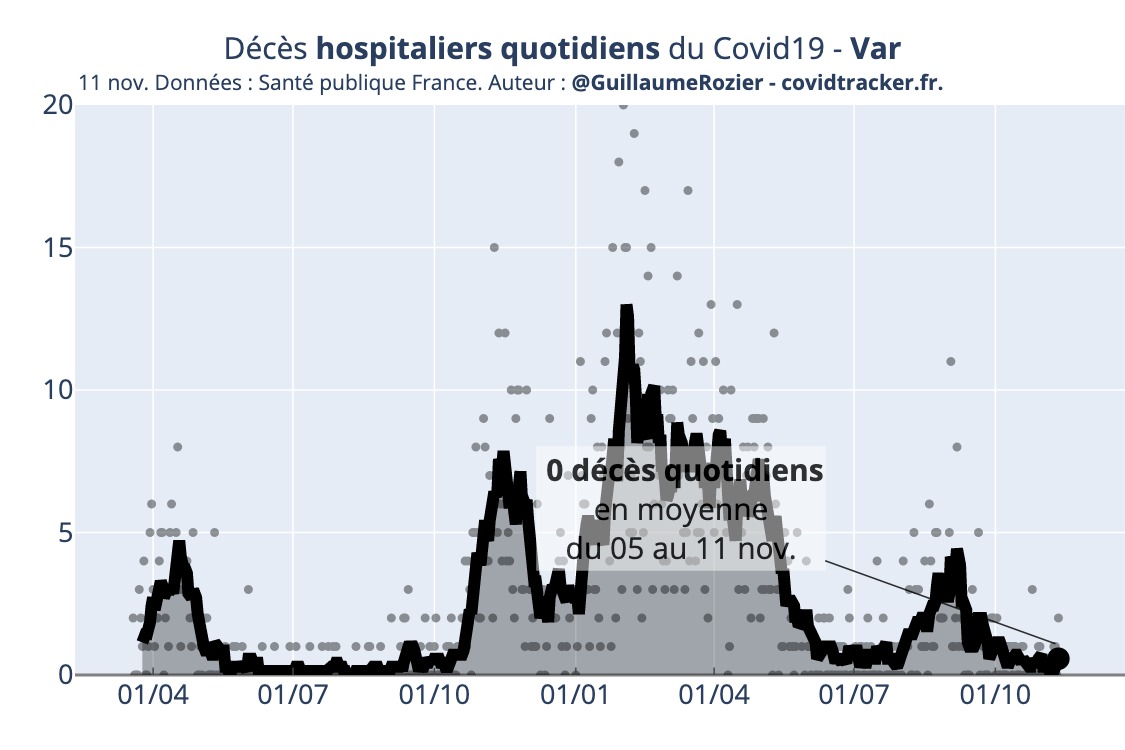 Décès hospitaliers quotidiens du Covid19 - Var
11 nov. Données : Santé publique France. Auteur : @GuillaumeRozier - covidtracker.fr.
20
15
10
5
0
0 décès quotidiens
en moyenne
du 05 au 11 nov.
01/04 01/07 01/10 01/01 01/04 01/07 01/10